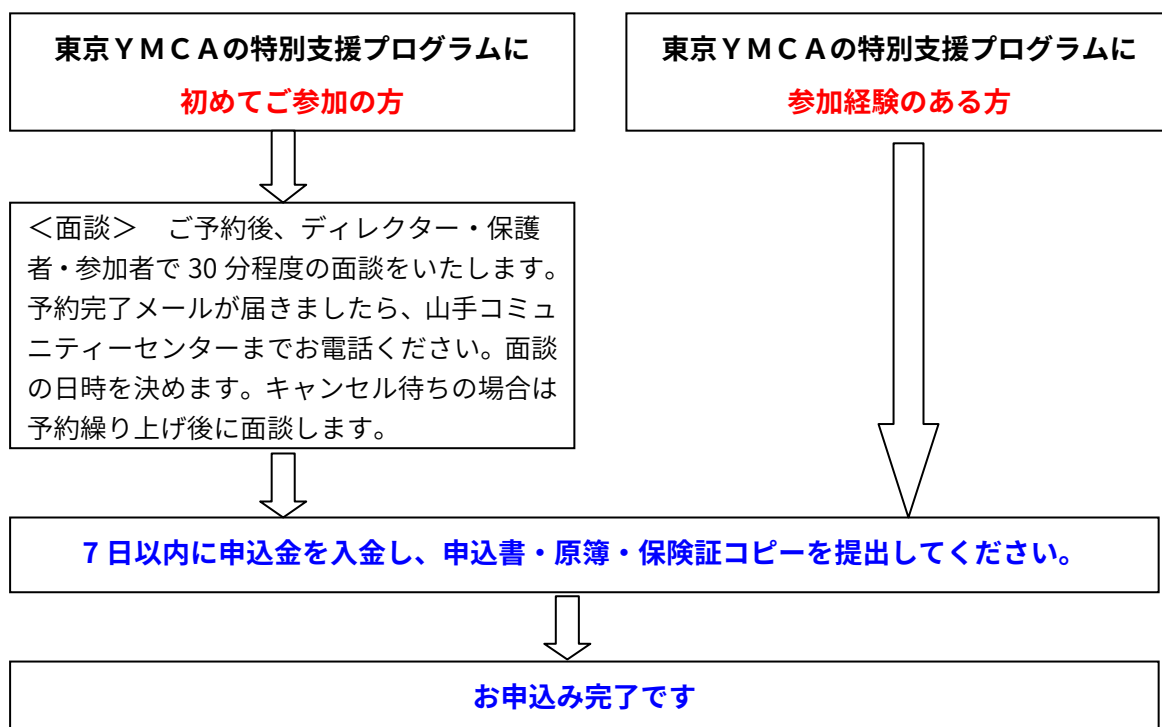 東京ＹＭＣＡの特別支援プログラムに
初めてご参加の方
東京ＹＭＣＡの特別支援プログラムに
参加経験のある方
＜面談＞　ご予約後、ディレクター・保護
者・参加者で 30 分程度の面談をいたします。
予約完了メールが届きましたら、山手コミュ
ニティーセンターまでお電話ください。面談
の日時を決めます。キャンセル待ちの場合は
予約繰り上げ後に面談します。
7 日以内に申込金を入金し、申込書・原簿・保険証コピーを提出してください。
お申込み完了です